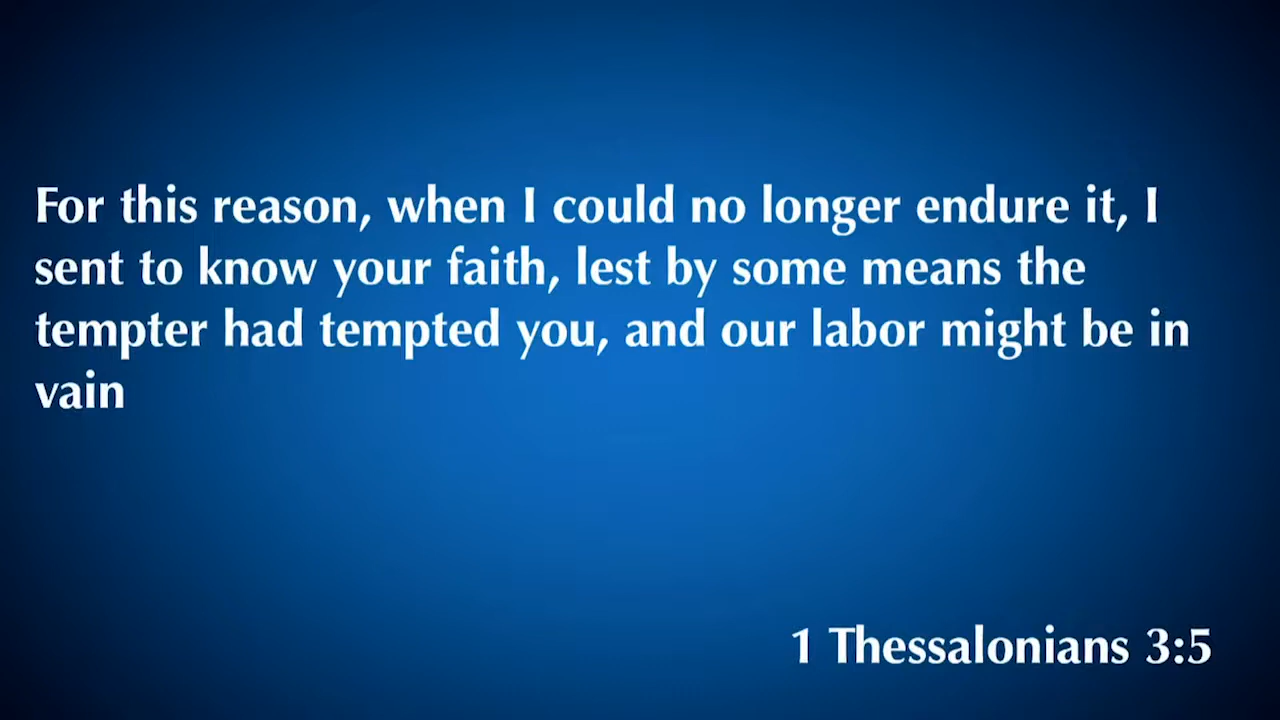 For this reason, when I could no longer endure it, I
sent to know your faith, lest by some means the
tempter had tempted you, and our labor might be in
vain
1 Thessalonians 3:5